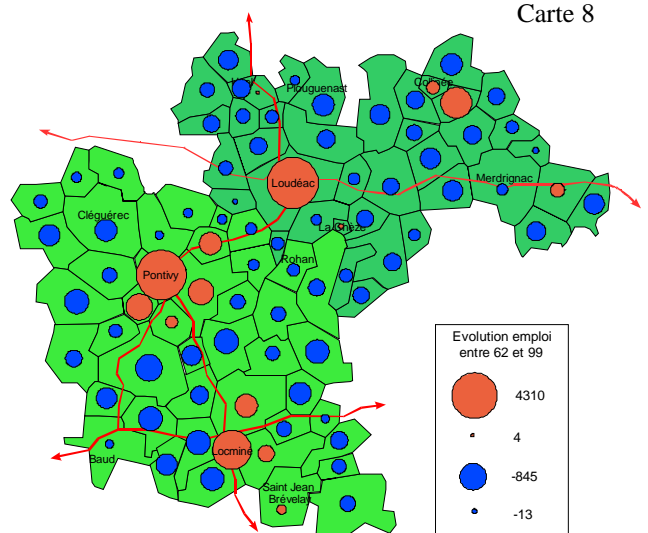 Carte 8
Plouguenast
Collinée
Loudéac
Merdrignac
Cléguérec
La Chèze
Rohan
Pontivy
Evolution emploi
entre 62 et 99
4310
4
-845
-13
Locminé
Baud
Saint Jean
Brévelay